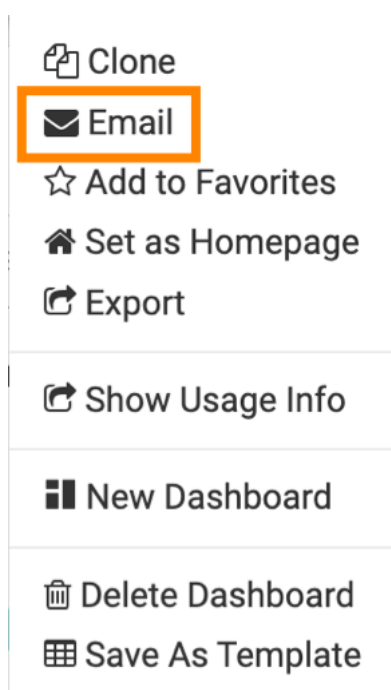 Clone
Email
Add to Favorites
Set as Homepage
Export
Show Usage Info
New Dashboard
Delete Dashboard
Save As Template